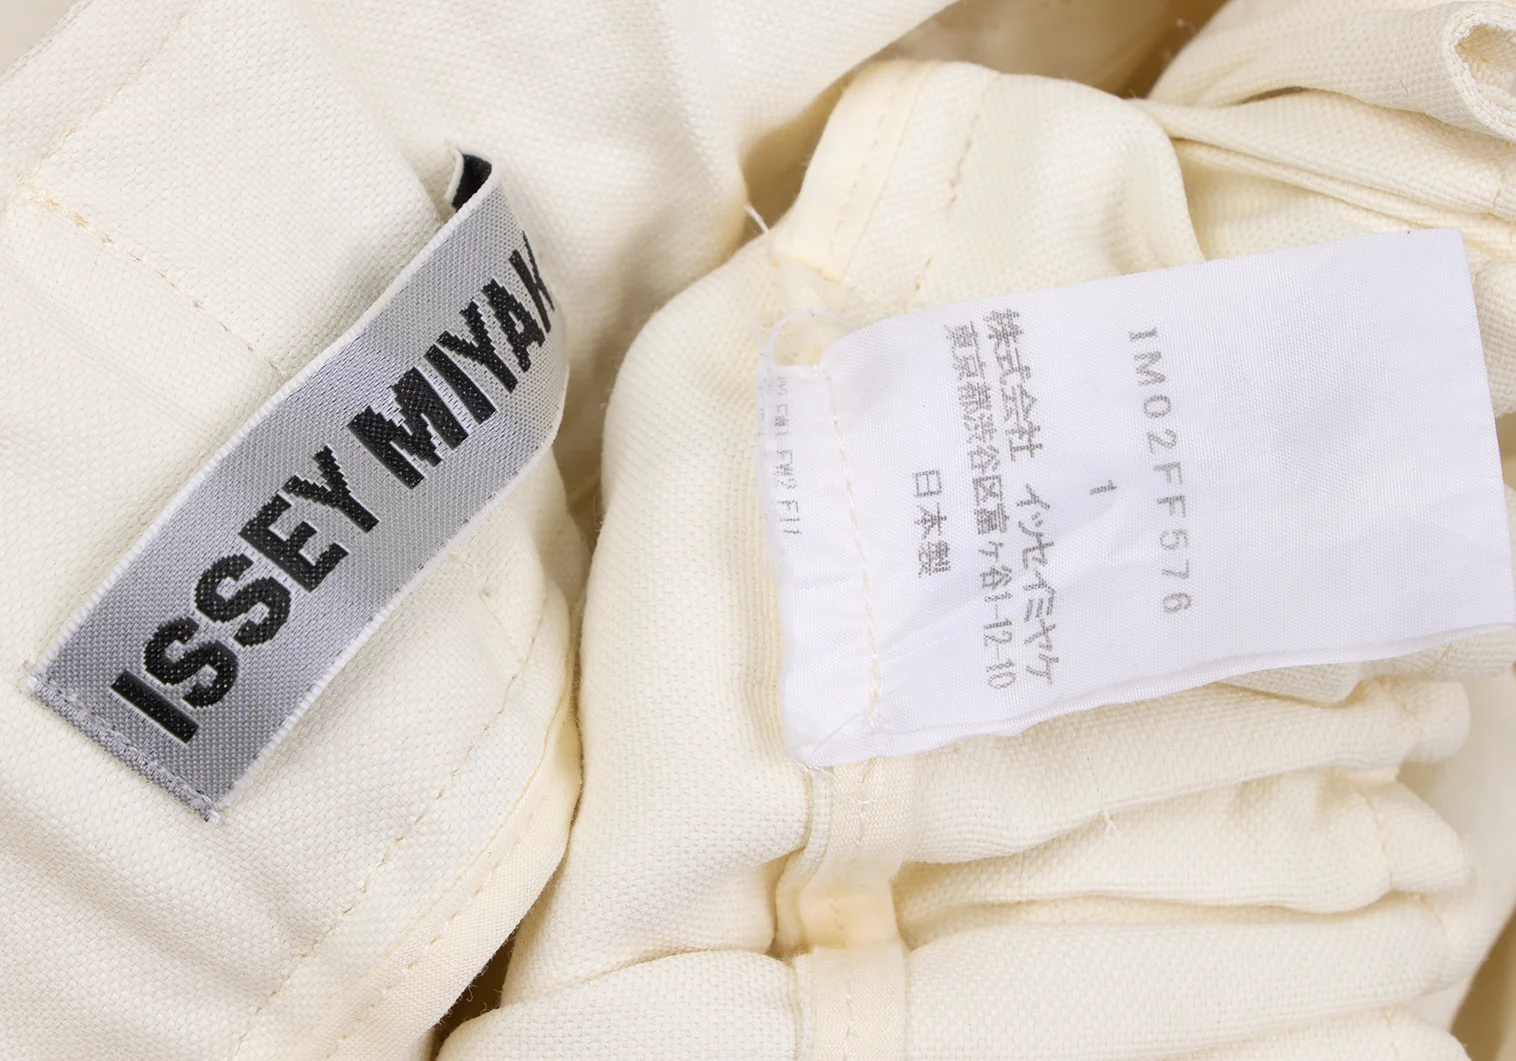 ISSEY MIYAK
IM02FF576
1
株式会社 イッセイミヤケ
東京都渋谷区富ヶ谷1-12-10
日本製